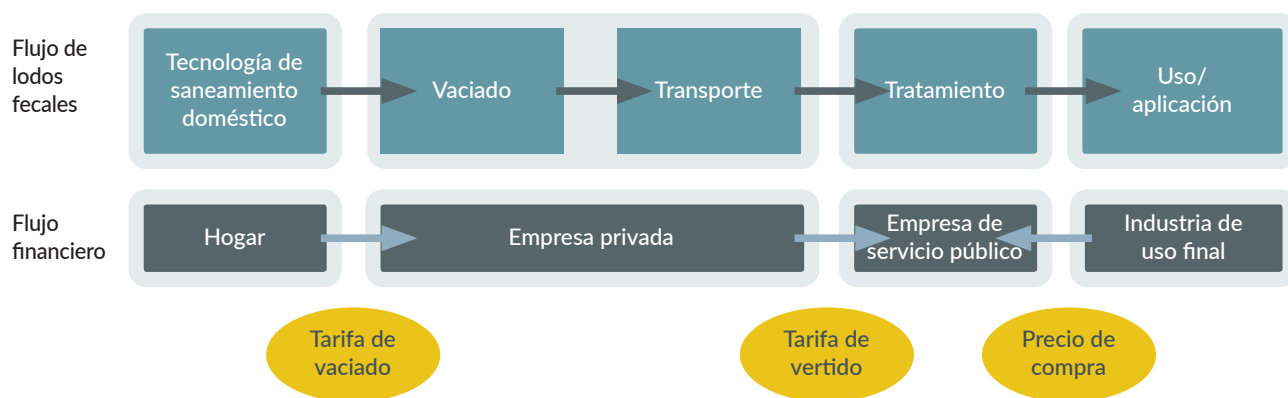 Flujo de
lodos
fecales
Tecnología de
saneamiento
doméstico
Vaciado
Transporte
Tratamiento
Uso/
aplicación
Flujo
financiero
Hogar
Empresa privada
Empresa de
servicio público
Industria de
uso final
Tarifa de
vaciado
Tarifa de
vertido
Precio de
compra